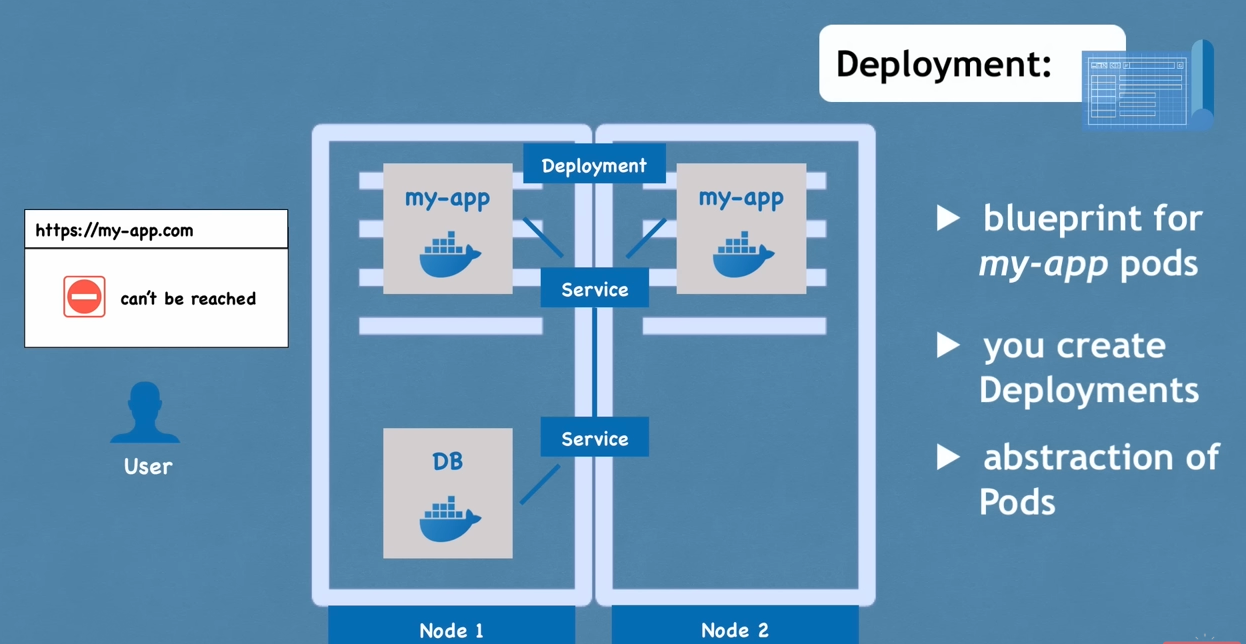 Deployment:
https://my-app.com
can't be reached
User
Deployment
my-app
my-app
Service
Service
DB
Node 1
Node 2
blueprint for
my-app pods
you create
Deployments
abstraction of
Pods